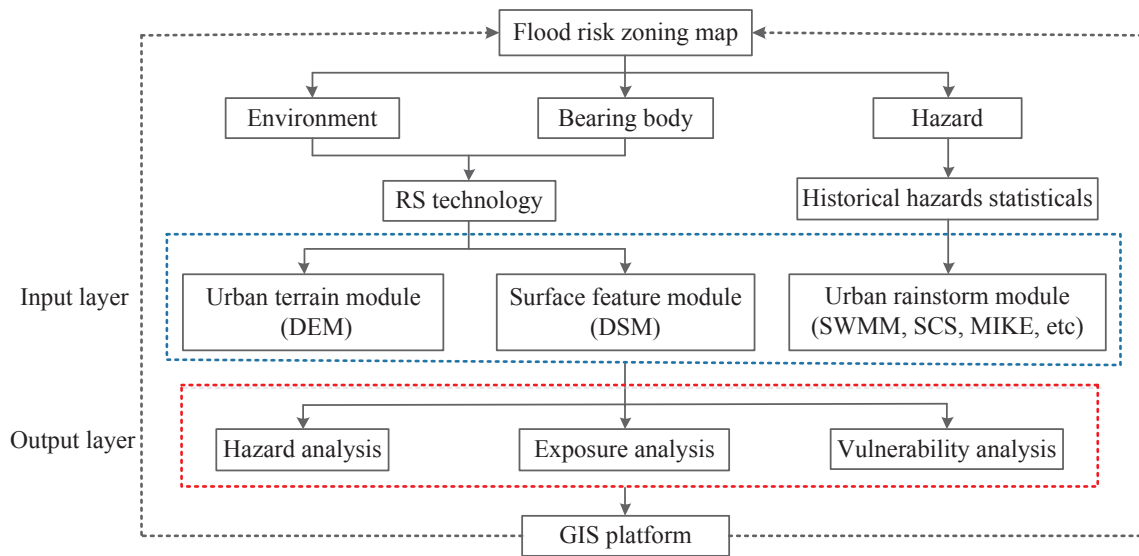 Flood risk zoning map
Environment
Bearing body
Hazard
RS technology
Historical hazards statisticals
Input layer
Urban terrain module
(DEM)
Surface feature module
(DSM)
Urban rainstorm module
(SWMM, SCS, MIKE, etc)
Output layer
Hazard analysis
Exposure analysis
Vulnerability analysis
GIS platform